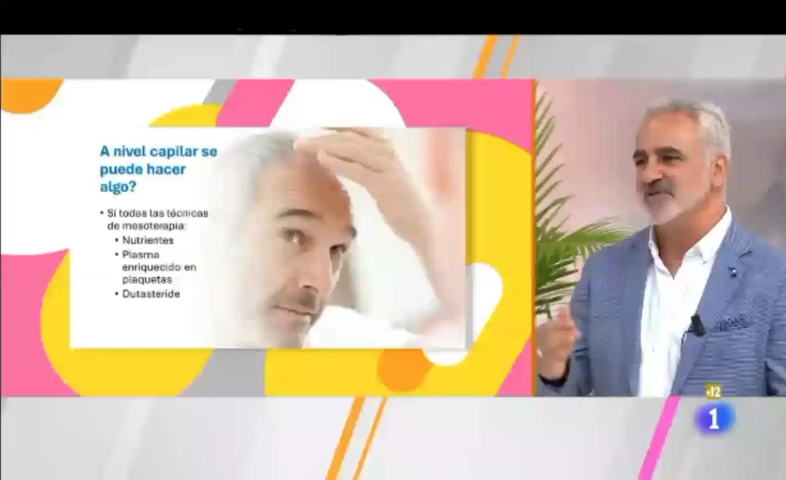 A nivel capilar se
puede hacer
algo?
• Sí todas las técnicas
de mesoterapia:
• Nutrientes
• Plasma
enriquecido en
plaquetas
• Dutasteride
+12
1